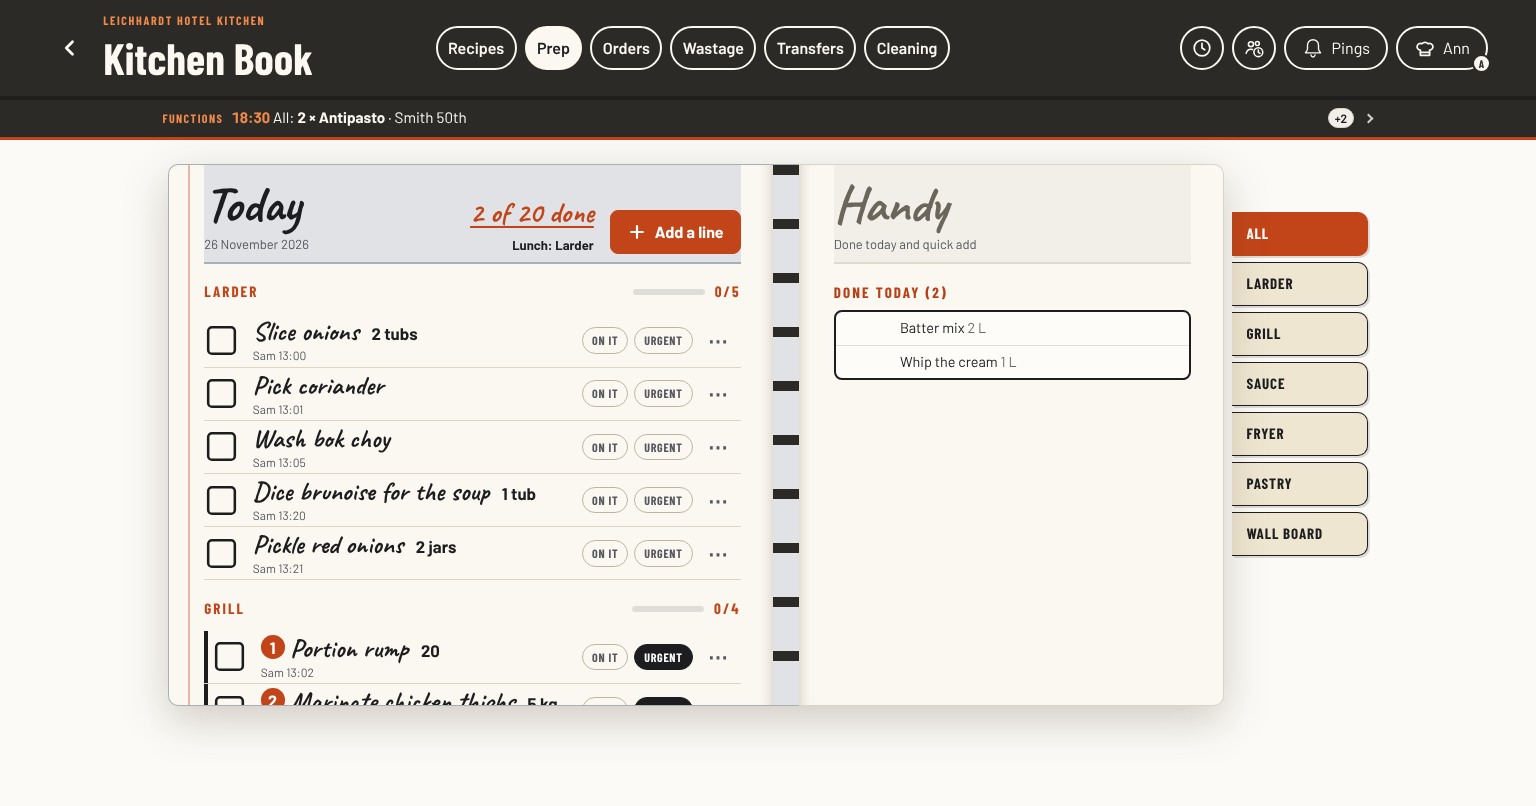 LEICHHARDT HOTEL KITCHEN
Kitchen Book
Recipes Prep Orders Wastage Transfers Cleaning
Pings Ann A
FUNCTIONS 18:30 All: 2 × Antipasto · Smith 50th +2
Today
26 November 2026
2 of 20 done
Lunch: Larder
+ Add a line
LARDER 0/5
Slice onions 2 tubs ON IT URGENT ...
Sam 13:00
Pick coriander ON IT URGENT ...
Sam 13:01
Wash bok choy ON IT URGENT ...
Sam 13:05
Dice brunoise for the soup 1 tub ON IT URGENT ...
Sam 13:20
Pickle red onions 2 jars ON IT URGENT ...
Sam 13:21
GRILL 0/4
1 Portion rump 20 ON IT URGENT ...
Sam 13:02
2 Marinate chicken thighs 5 kg
Handy
Done today and quick add
DONE TODAY (2)
Batter mix 2 L
Whip the cream 1 L
ALL
LARDER
GRILL
SAUCE
FRYER
PASTRY
WALL BOARD